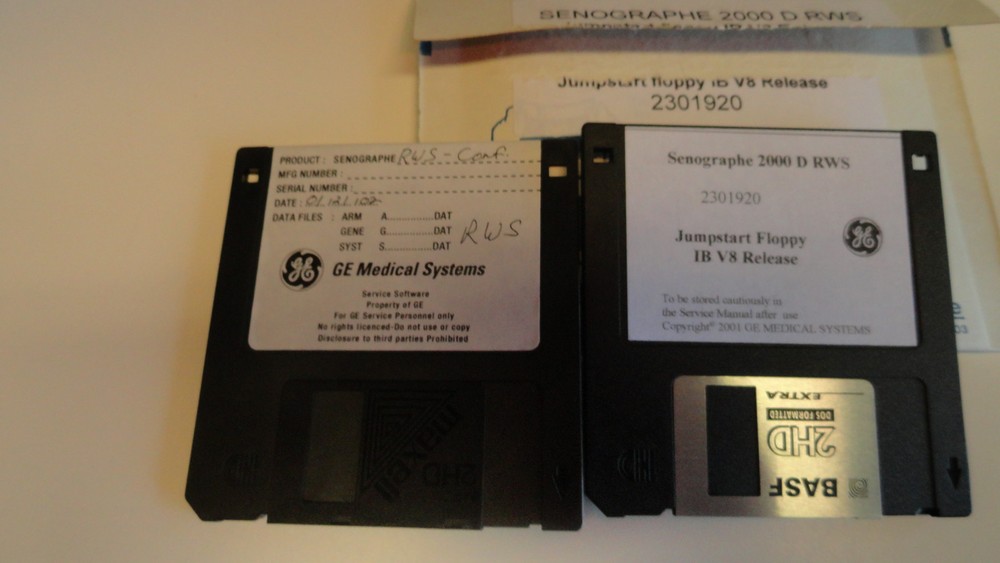 SENOGRAPHE 2000 D RWS
Jumpstart floppy IB V8 Release
2301920
PRODUCT : SENOGRAPHE RWS - Conf.
MFG NUMBER :
SERIAL NUMBER :
DATE :
DATA FILES : ARM A...............DAT
GENE G...............DAT
SYST S...............DAT
RWS
GE Medical Systems
Service Software
Property of GE
For GE Service Personnel only
No rights licenced-Do not use or copy
Disclosure to third parties Prohibited
maxell
2HD
HD
Senographe 2000 D RWS
2301920
Jumpstart Floppy
IB V8 Release
To be stored cautiously in
the Service Manual after use
Copyright© 2001 GE MEDICAL SYSTEMS
EXTRA
DOS FORMATTED
2HD
BASF
HD